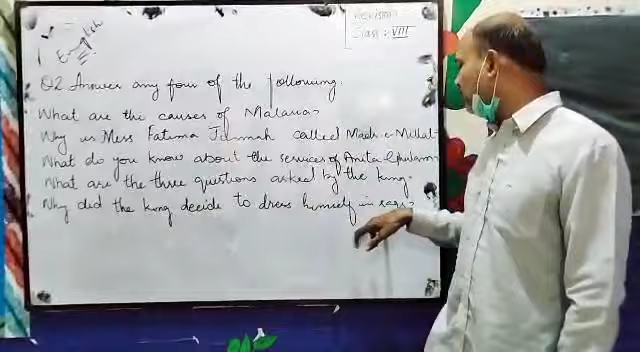 English
Revision
Class: VIII
Q2 Answer any four of the following.
What are the causes of Malaria?
Why is Miss Fatima Jinnah called Madr-e-Millat
What do you know about the services of Anita Ghulam
What are the three questions asked by the king.
Why did the king decide to dress himself in rags?